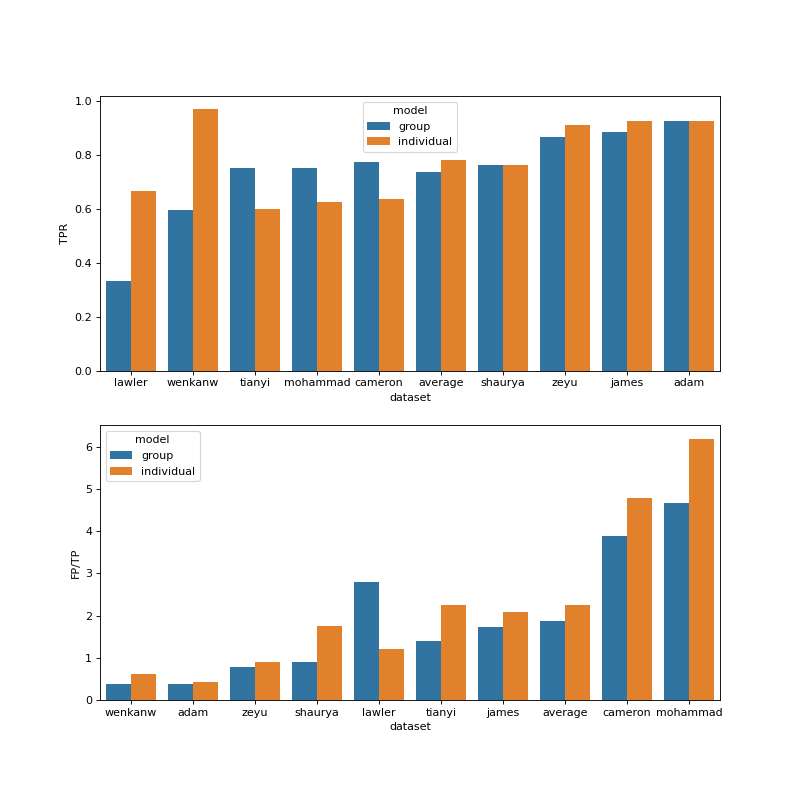 model
group
individual
TPR
1.0
0.8
0.6
0.4
0.2
0.0
lawler wenkanw tianyi mohammad cameron average shaurya zeyu james adam
dataset
model
group
individual
FP/TP
6
5
4
3
2
1
0
wenkanw adam zeyu shaurya lawler tianyi james average cameron mohammad
dataset